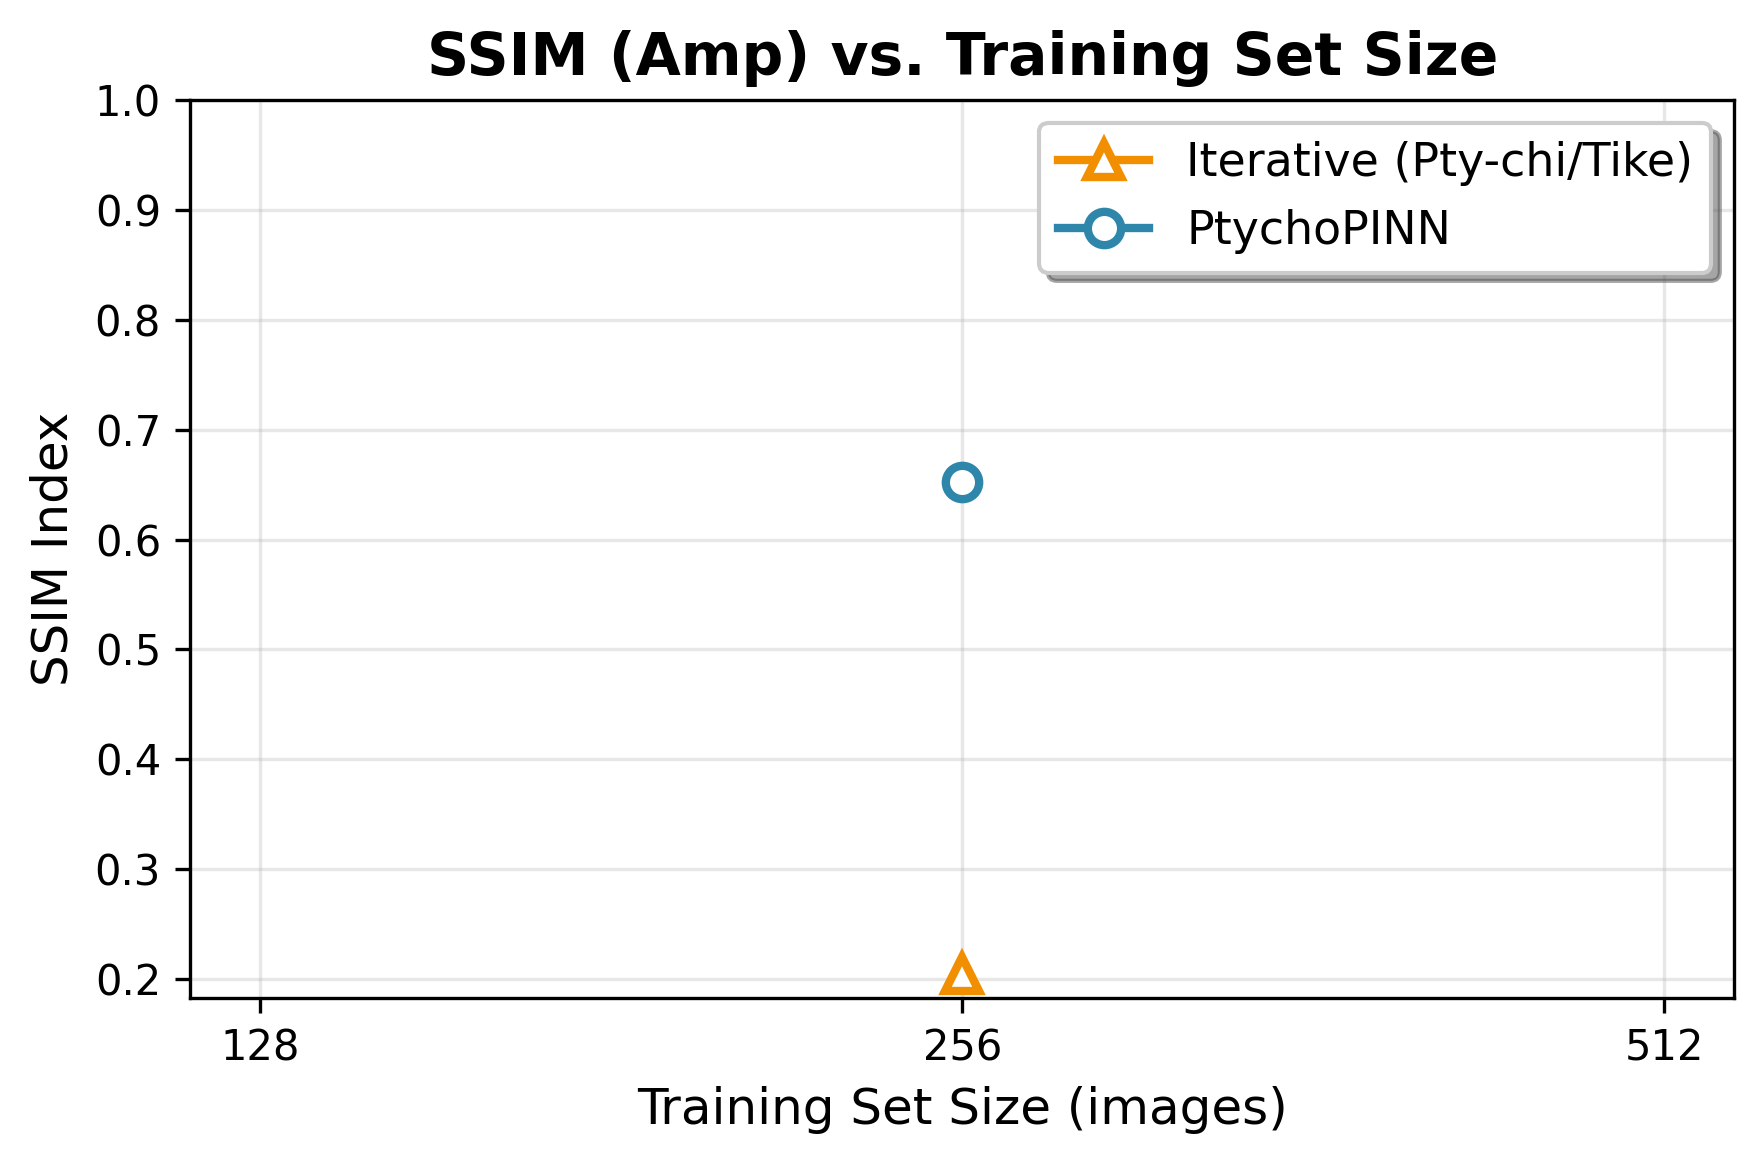 SSIM (Amp) vs. Training Set Size
1.0
0.9
0.8
0.7
0.6
0.5
0.4
0.3
0.2
SSIM Index
Iterative (Pty-chi/Tike)
PtychoPINN
128
256
512
Training Set Size (images)